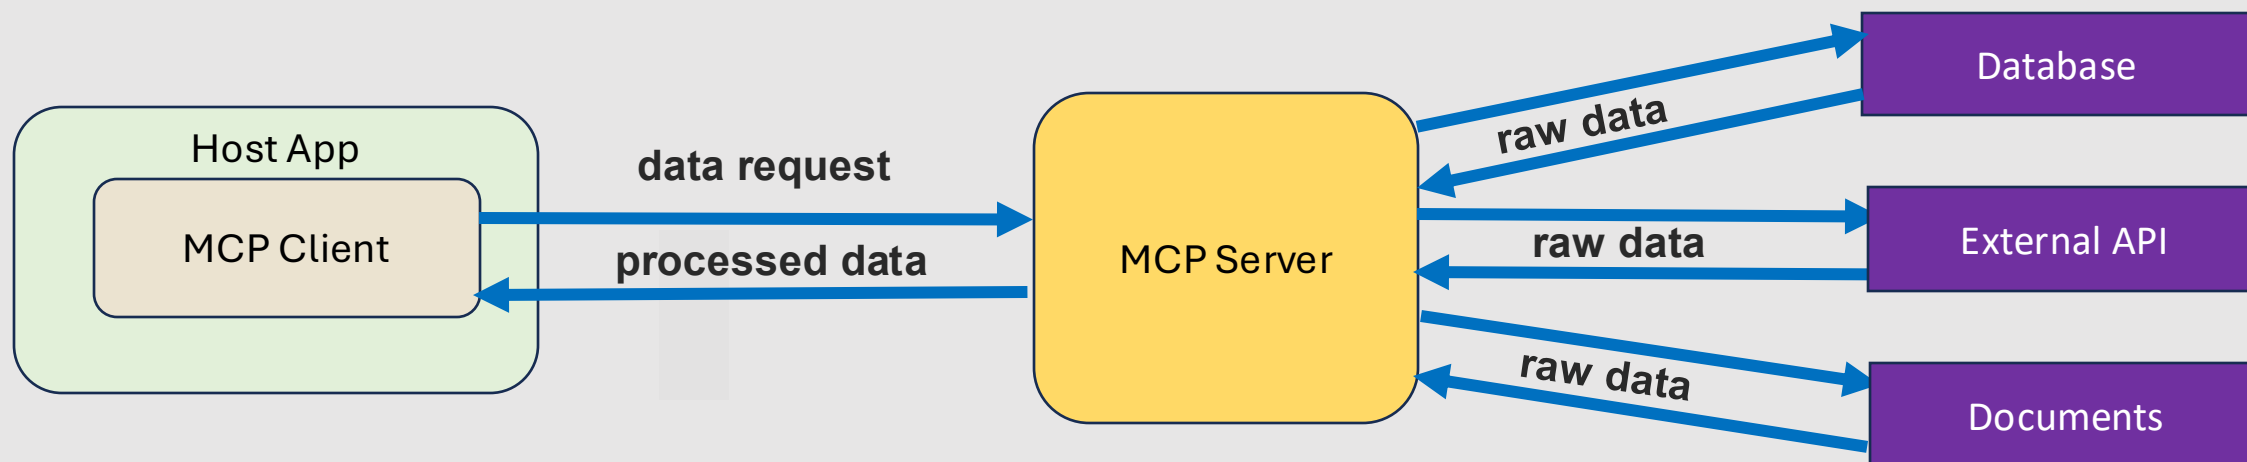 Host App
MCP Client
data request
processed data
MCP Server
raw data
raw data
raw data
Database
External API
Documents